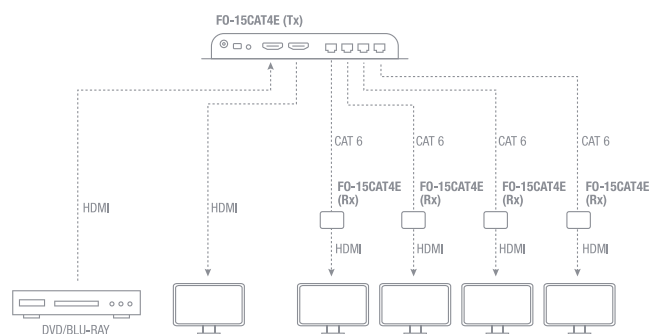 FO-15CAT4E (Tx)
CAT 6
CAT 6
CAT 6
CAT 6
FO-15CAT4E
(Rx)
FO-15CAT4E
(Rx)
FO-15CAT4E
(Rx)
FO-15CAT4E
(Rx)
HDMI
HDMI
HDMI
HDMI
HDMI
HDMI
DVD/BLU-RAY